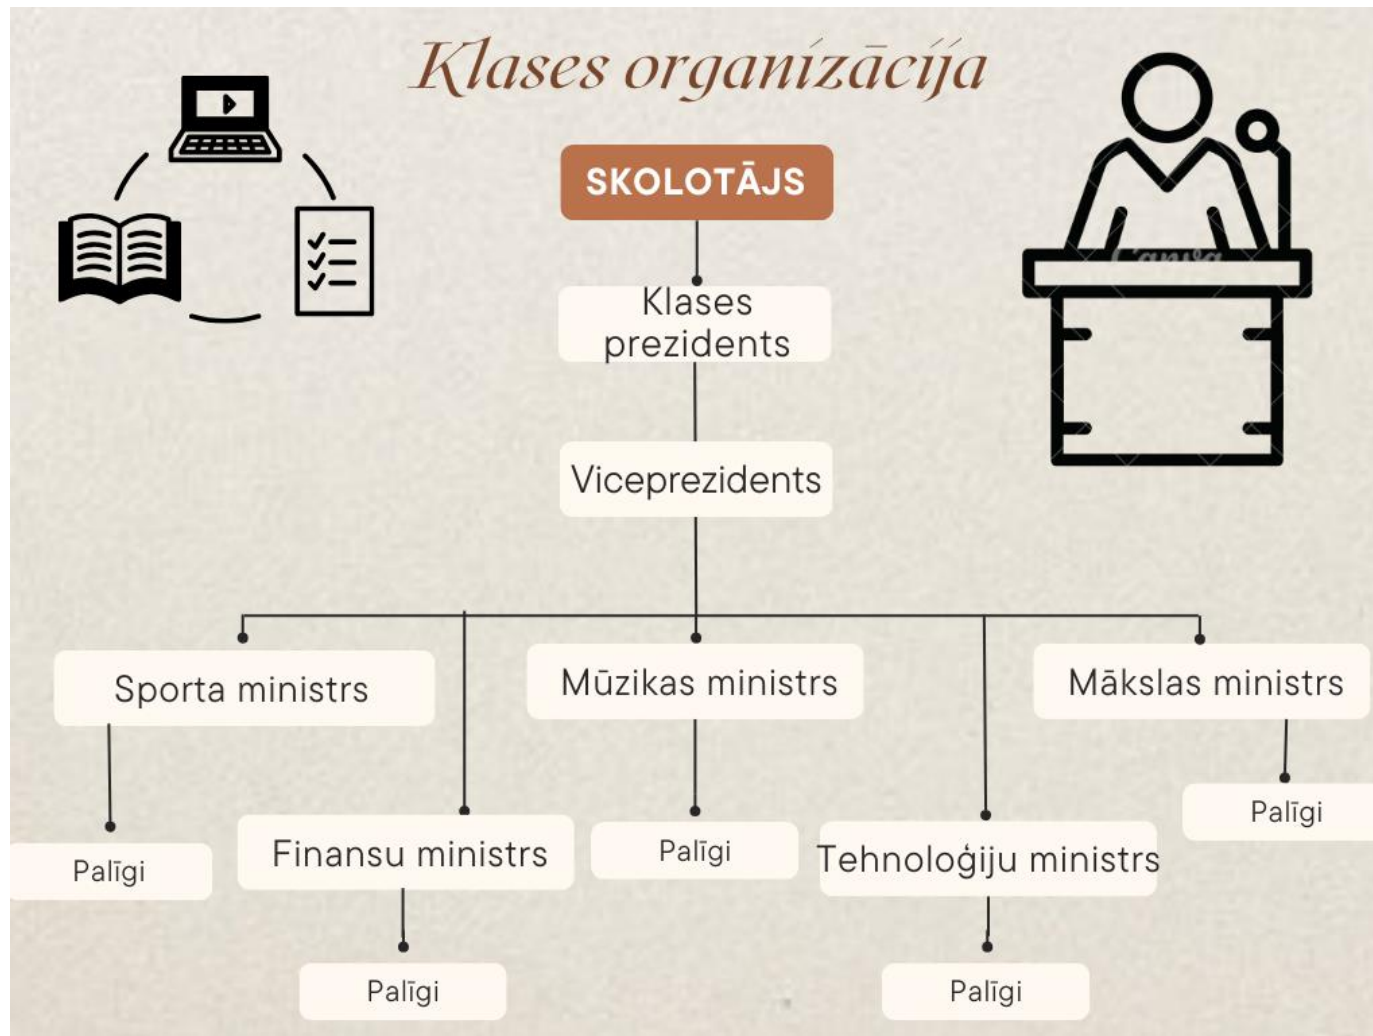 Klases organizācija
SKOLOTĀJS
Klases
prezidents
Canva
Viceprezidents
Sporta ministrs
Mūzikas ministrs
Mākslas ministrs
Palīgi
Finansu ministrs
Palīgi
Tehnoloģiju ministrs
Palīgi
Palīgi
Palīgi